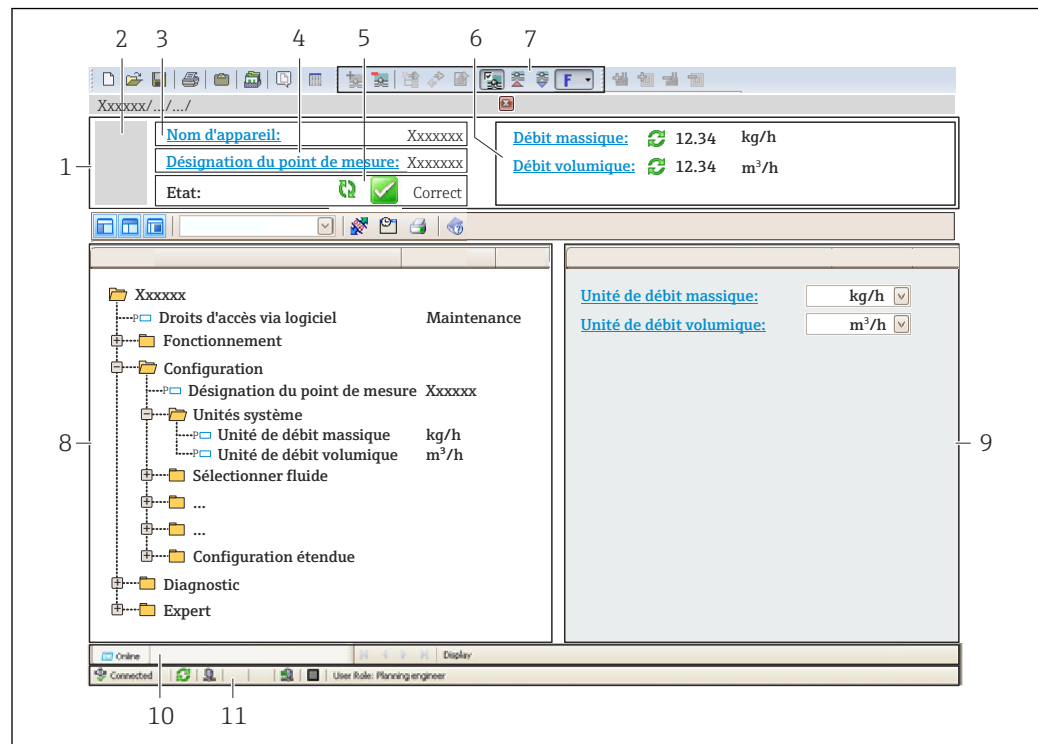 2 3 4 5 6 7
F
Xxxxxx/.../.../
1
Nom d'appareil: Xxxxxxx
Désignation du point de mesure: Xxxxxxx
Etat: Correct
Débit massique: 12.34 kg/h
Débit volumique: 12.34 m³/h
Xxxxxx
P Droits d'accès via logiciel Maintenance
Fonctionnement
Configuration
P Désignation du point de mesure Xxxxxx
Unités système
P Unité de débit massique kg/h
P Unité de débit volumique m³/h
Sélectionner fluide
...
...
Configuration étendue
Diagnostic
Expert
8
Unité de débit massique: kg/h
Unité de débit volumique: m³/h
9
Online Display
Connected User Role: Planning engineer
10 11